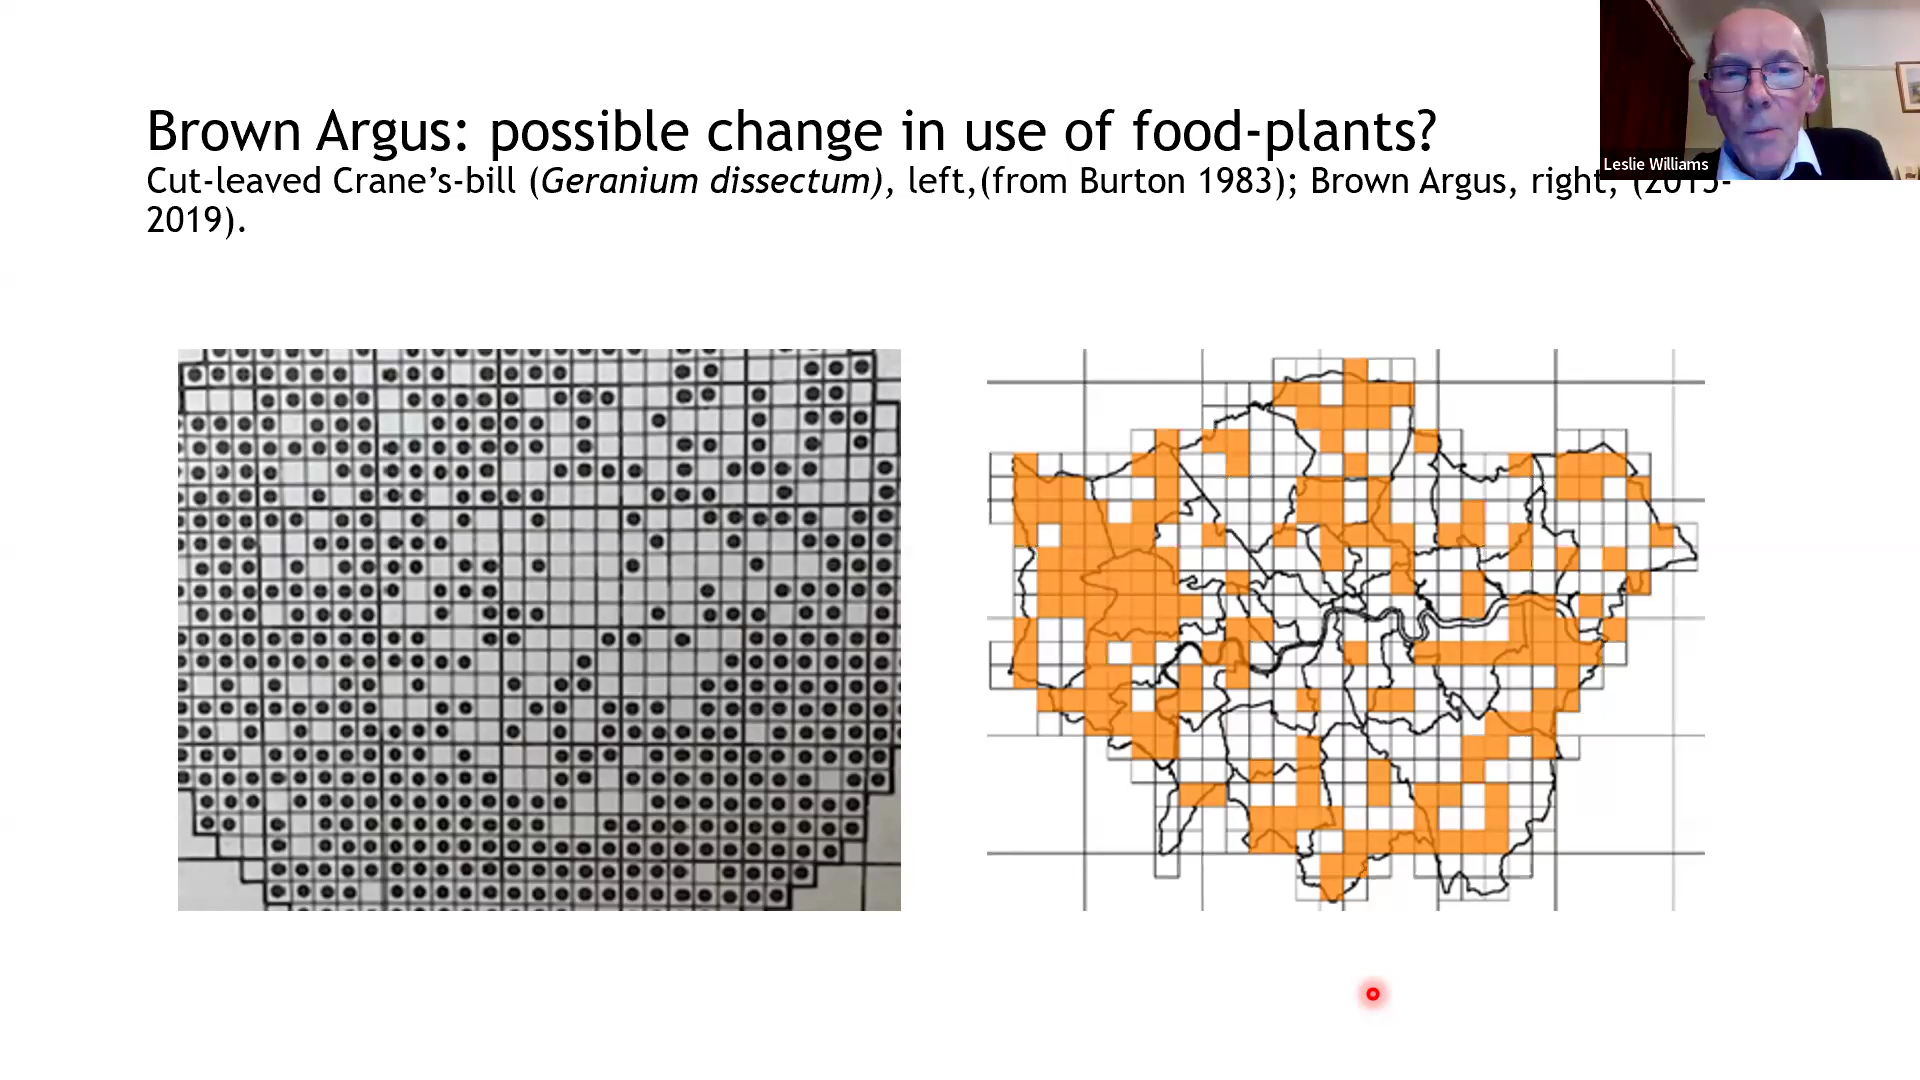 Brown Argus: possible change in use of food-plants?
Cut-leaved Crane’s-bill (Geranium dissectum), left,(from Burton 1983); Brown Argus, right, (2015-
2019).
Leslie Williams